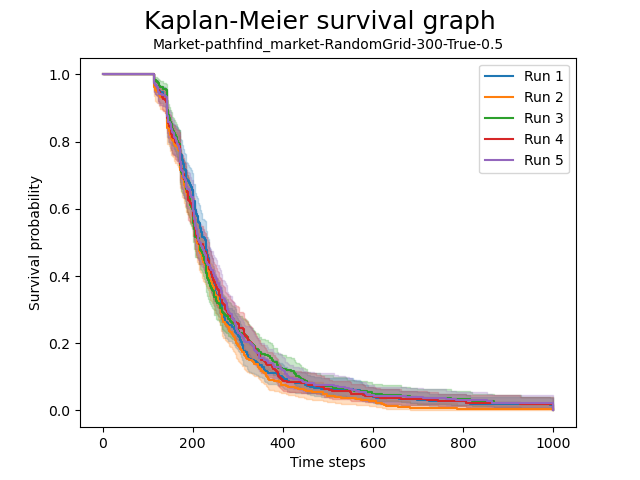 Kaplan-Meier survival graph
Market-pathfind_market-RandomGrid-300-True-0.5
Survival probability
1.0
0.8
0.6
0.4
0.2
0.0
Run 1
Run 2
Run 3
Run 4
Run 5
0 200 400 600 800 1000
Time steps